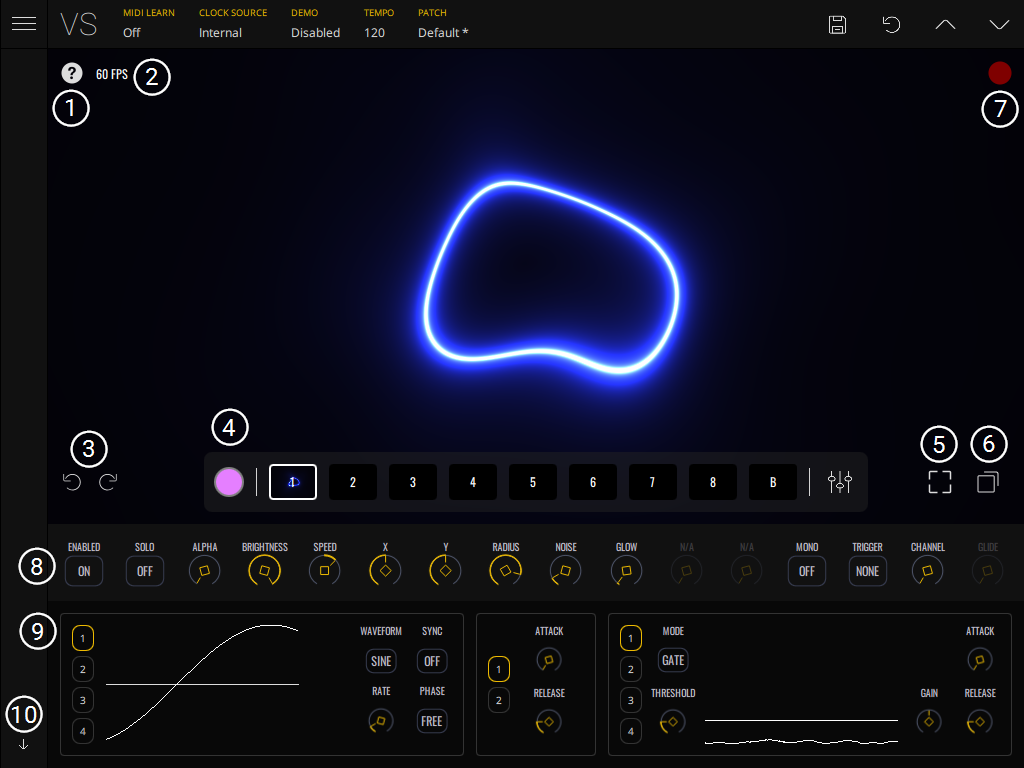 VS
MIDI LEARN CLOCK SOURCE DEMO TEMPO PATCH
Off Internal Disabled 120 Default *
? 60 FPS 2
1
7
4
3 5 6
1 2 3 4 5 6 7 8 B
ENABLED SOLO ALPHA BRIGHTNESS SPEED X Y RADIUS NOISE GLOW N/A N/A MONO TRIGGER CHANNEL GLIDE
8 ON OFF OFF NONE
9
1 WAVEFORM SYNC
2 SINE OFF
3 RATE PHASE
4 FREE
ATTACK
1
2 RELEASE
1 MODE ATTACK
2 GATE
3 THRESHOLD GAIN RELEASE
4
10